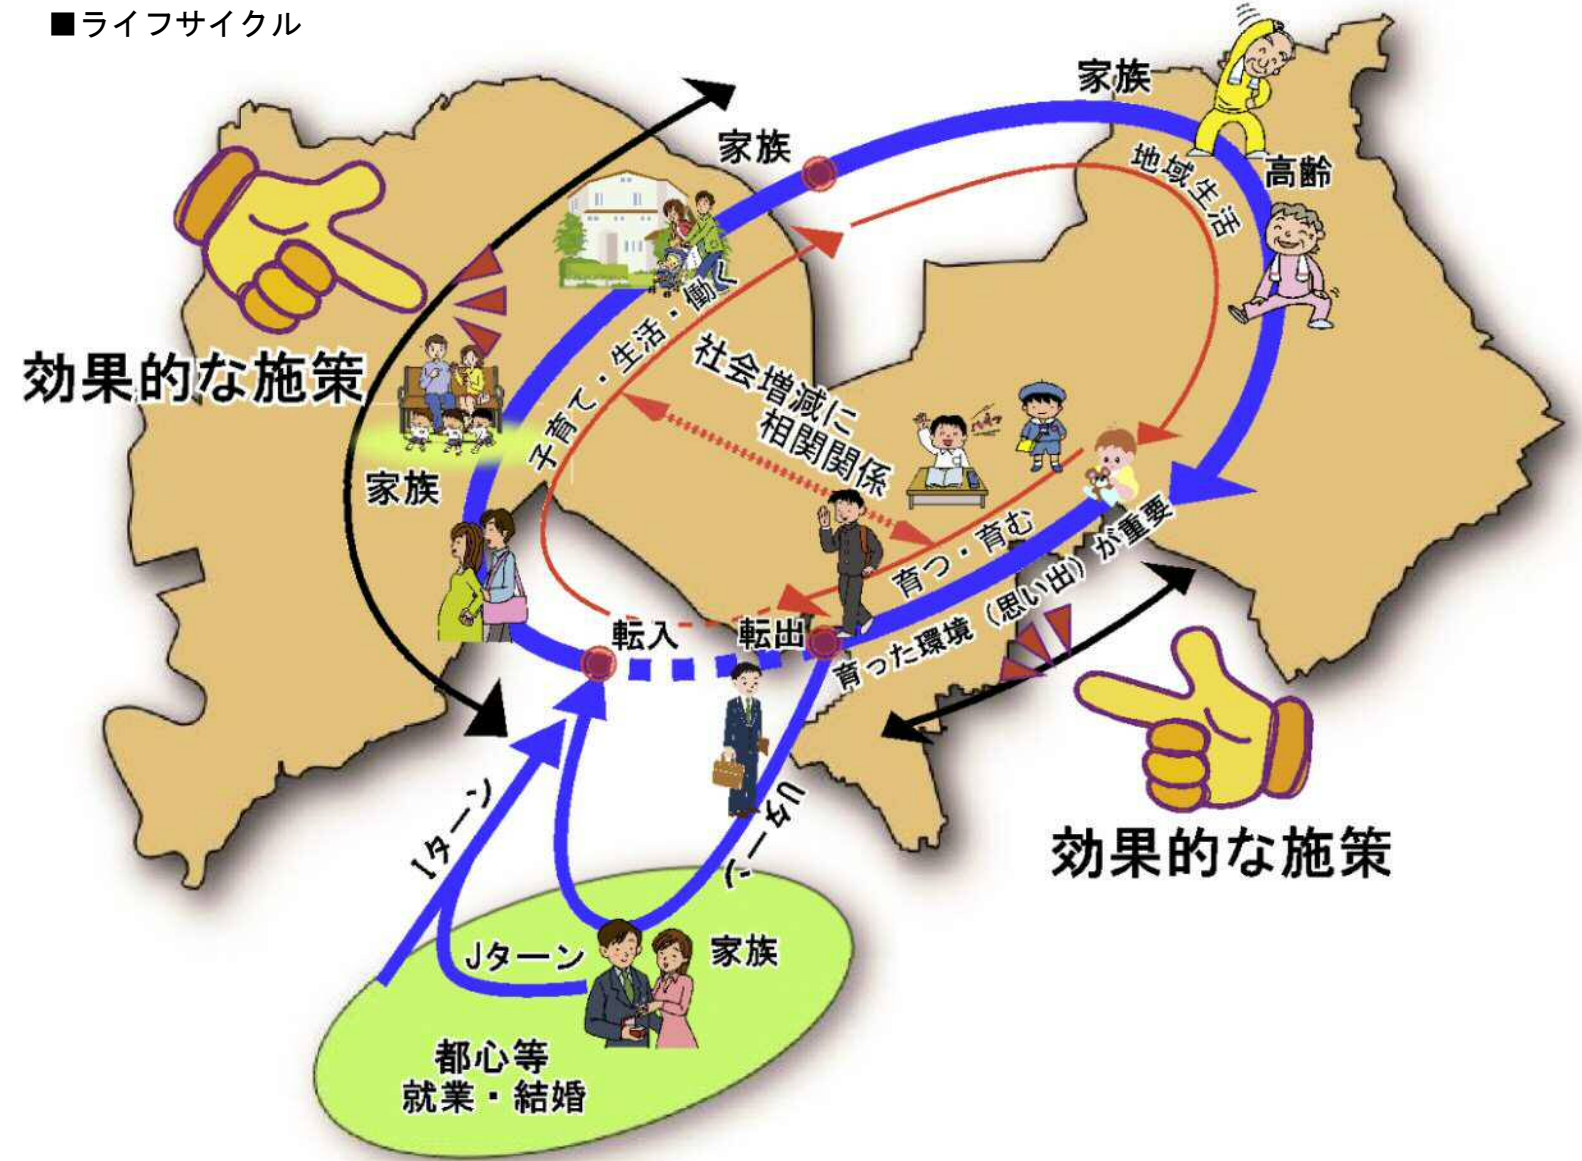 ■ライフサイクル
家族
家族
高齢
地域生活
子育て・生活・働く
効果的な施策
社会増減に
相関関係
家族
育つ・育む
育った環境（思い出）が重要
転入
転出
Iターン
Uターン
効果的な施策
Jターン
家族
都心等
就業・結婚